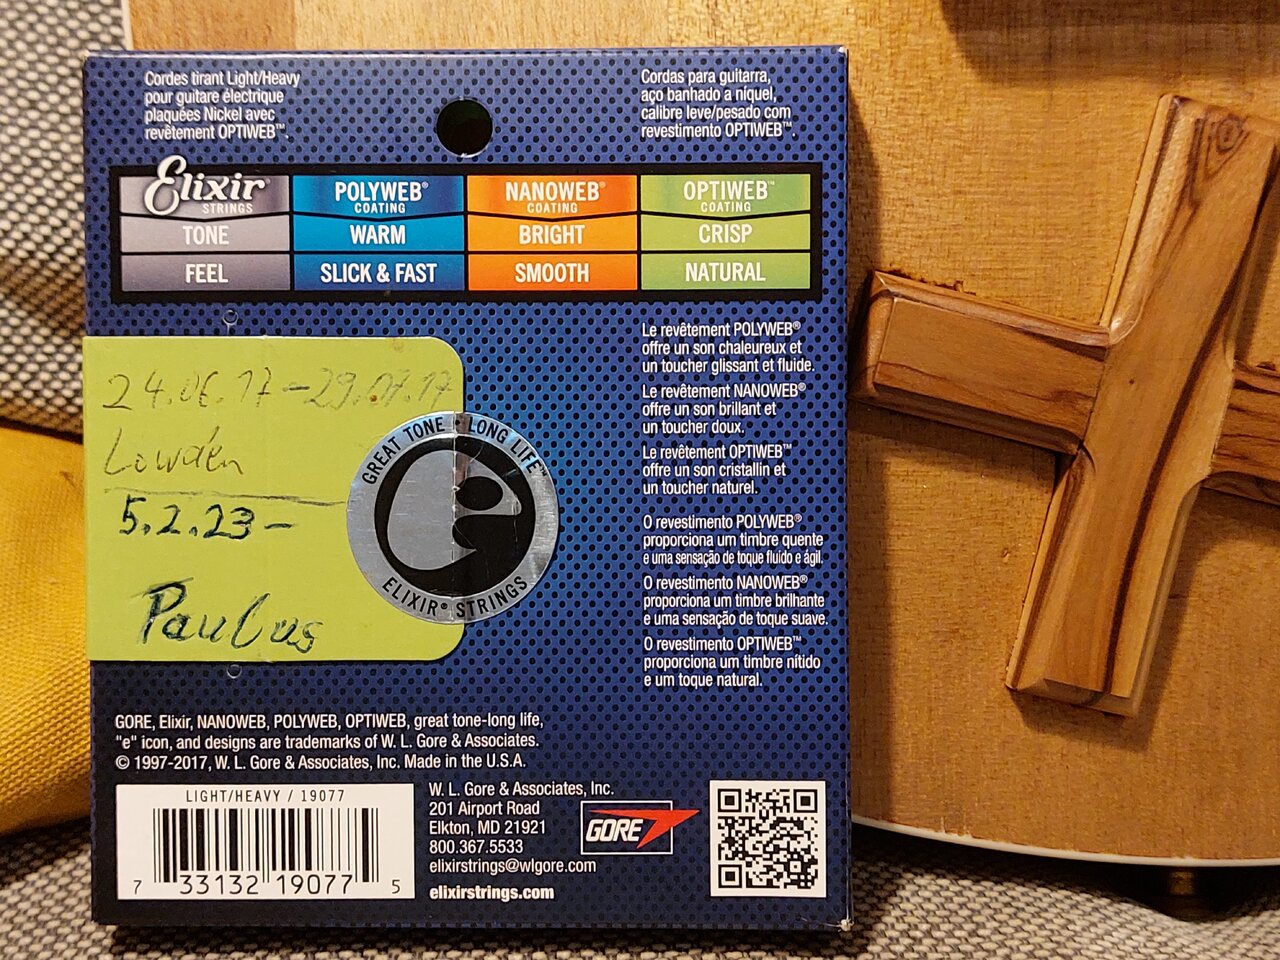 Cordes tirant Light/Heavy
pour guitare électrique
plaquées Nickel avec
revêtement OPTIWEB™.
Cordas para guitarra,
aço banhado a níquel,
calibre leve/pesado com
revestimento OPTIWEB™.
Elixir STRINGS
POLYWEB® COATING
NANOWEB® COATING
OPTIWEB™ COATING
TONE WARM BRIGHT CRISP
FEEL SLICK & FAST SMOOTH NATURAL
Le revêtement POLYWEB®
offre un son chaleureux et
un toucher glissant et fluide.
Le revêtement NANOWEB®
offre un son brillant et
un toucher doux.
Le revêtement OPTIWEB™
offre un son cristallin et
un toucher naturel.
O revestimento POLYWEB®
proporciona um timbre quente
e uma sensação de toque fluido e ágil.
O revestimento NANOWEB®
proporciona um timbre brilhante
e uma sensação de toque suave.
O revestimento OPTIWEB™
proporciona um timbre nítido
e um toque natural.
24.06.17-29.07.17
Lowden
5.2.23-
Paulus
GREAT TONE • LONG LIFE™
ELIXIR® STRINGS
GORE, Elixir, NANOWEB, POLYWEB, OPTIWEB, great tone-long life,
"e" icon, and designs are trademarks of W. L. Gore & Associates.
© 1997-2017, W. L. Gore & Associates, Inc. Made in the U.S.A.
LIGHT/HEAVY / 19077
7 33132 19077 5
W. L. Gore & Associates, Inc.
201 Airport Road
Elkton, MD 21921
800.367.5533
elixirstrings@wlgore.com
elixirstrings.com
GORE